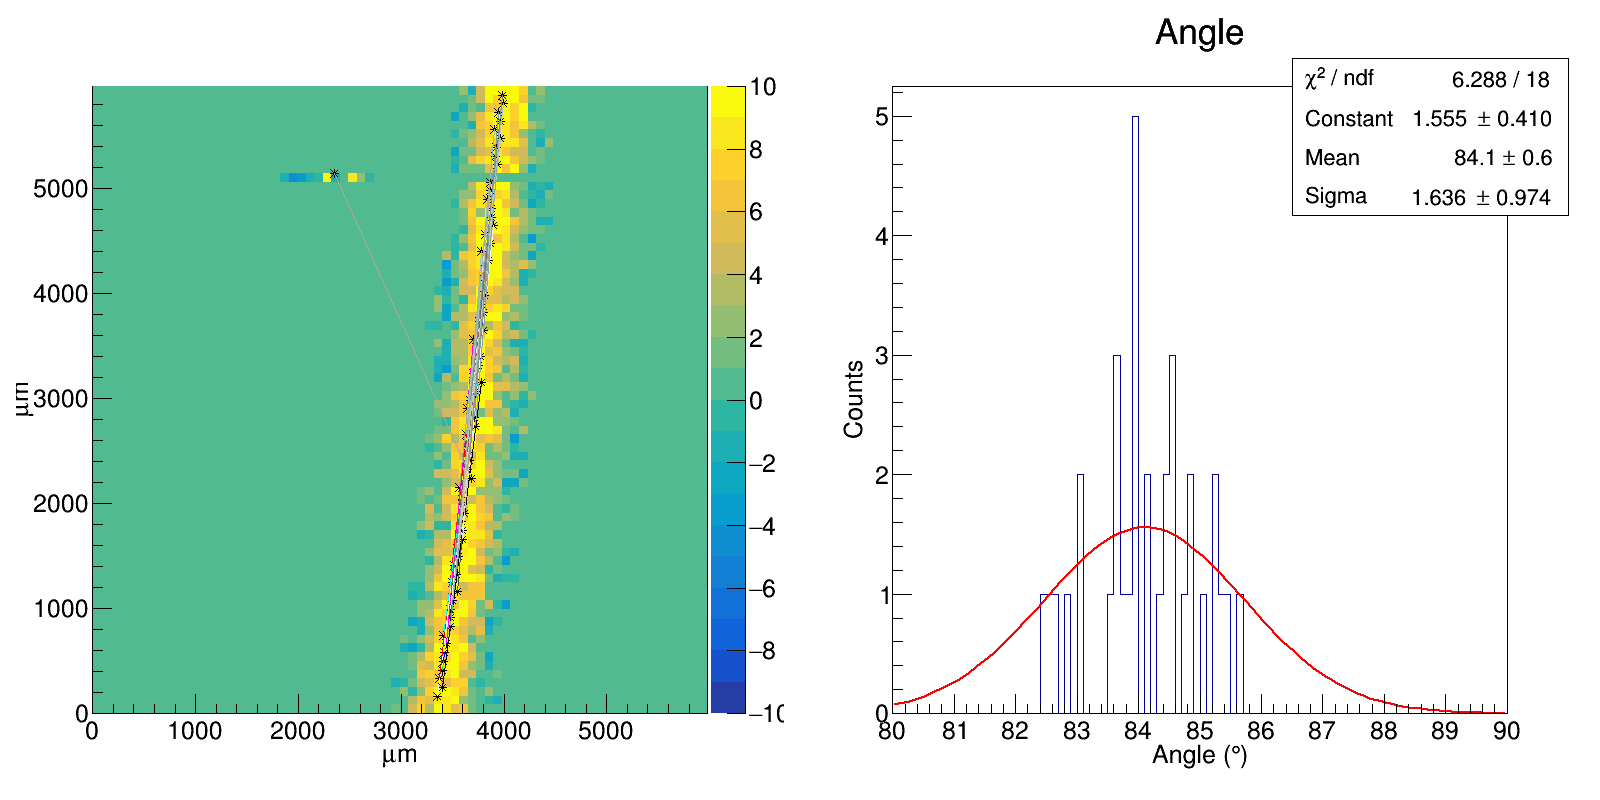 Angle
χ² / ndf 6.288 / 18
Constant 1.555 ± 0.410
Mean 84.1 ± 0.6
Sigma 1.636 ± 0.974
10
8
6
4
2
0
−2
−4
−6
−8
−10
5000
4000
3000
2000
1000
0
μm
0 1000 2000 3000 4000 5000
μm
5
4
3
2
1
0
Counts
80 81 82 83 84 85 86 87 88 89 90
Angle (°)